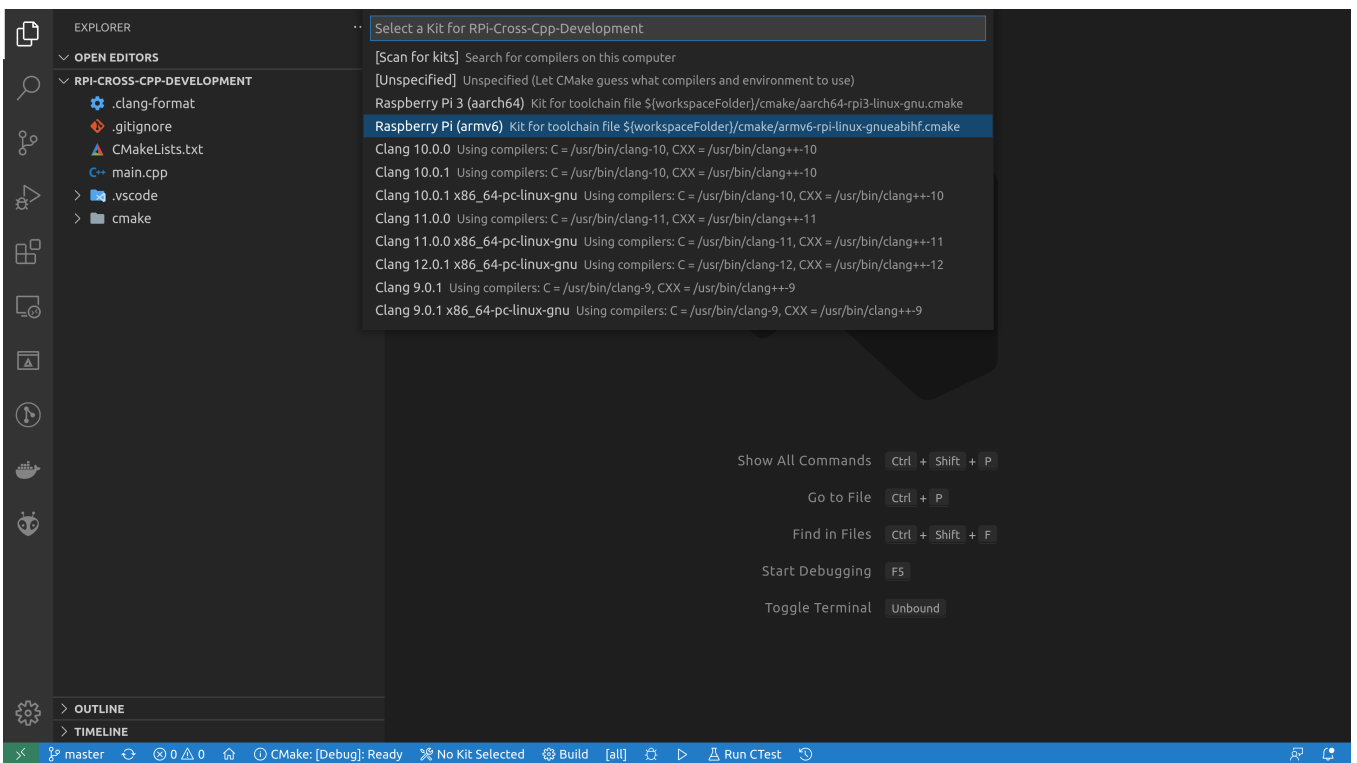 EXPLORER
OPEN EDITORS
RPI-CROSS-CPP-DEVELOPMENT
.clang-format
.gitignore
CMakeLists.txt
C++ main.cpp
.vscode
cmake
OUTLINE
TIMELINE
Select a Kit for RPi-Cross-Cpp-Development
[Scan for kits] Search for compilers on this computer
[Unspecified] Unspecified (Let CMake guess what compilers and environment to use)
Raspberry Pi 3 (aarch64) Kit for toolchain file ${workspaceFolder}/cmake/aarch64-rpi3-linux-gnu.cmake
Raspberry Pi (armv6) Kit for toolchain file ${workspaceFolder}/cmake/armv6-rpi-linux-gnueabihf.cmake
Clang 10.0.0 Using compilers: C = /usr/bin/clang-10, CXX = /usr/bin/clang++-10
Clang 10.0.1 Using compilers: C = /usr/bin/clang-10, CXX = /usr/bin/clang++-10
Clang 10.0.1 x86_64-pc-linux-gnu Using compilers: C = /usr/bin/clang-10, CXX = /usr/bin/clang++-10
Clang 11.0.0 Using compilers: C = /usr/bin/clang-11, CXX = /usr/bin/clang++-11
Clang 11.0.0 x86_64-pc-linux-gnu Using compilers: C = /usr/bin/clang-11, CXX = /usr/bin/clang++-11
Clang 12.0.1 x86_64-pc-linux-gnu Using compilers: C = /usr/bin/clang-12, CXX = /usr/bin/clang++-12
Clang 9.0.1 Using compilers: C = /usr/bin/clang-9, CXX = /usr/bin/clang++-9
Clang 9.0.1 x86_64-pc-linux-gnu Using compilers: C = /usr/bin/clang-9, CXX = /usr/bin/clang++-9
Show All Commands Ctrl + Shift + P
Go to File Ctrl + P
Find in Files Ctrl + Shift + F
Start Debugging F5
Toggle Terminal Unbound
master 0 0 CMake: [Debug]: Ready No Kit Selected Build [all] Run CTest